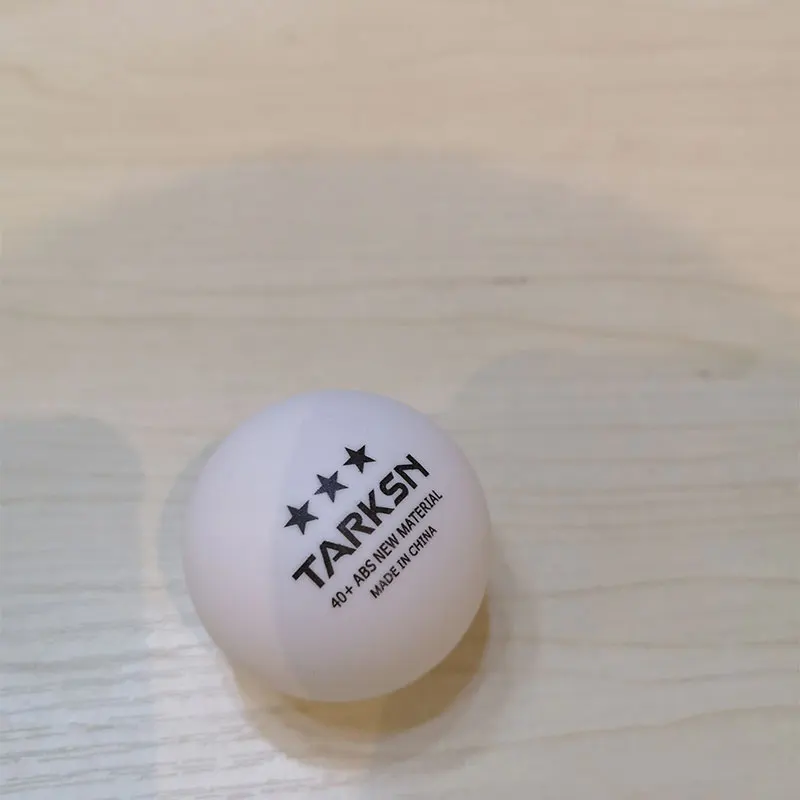 ★★★
TARKSN
40+ ABS NEW MATERIAL
MADE IN CHINA